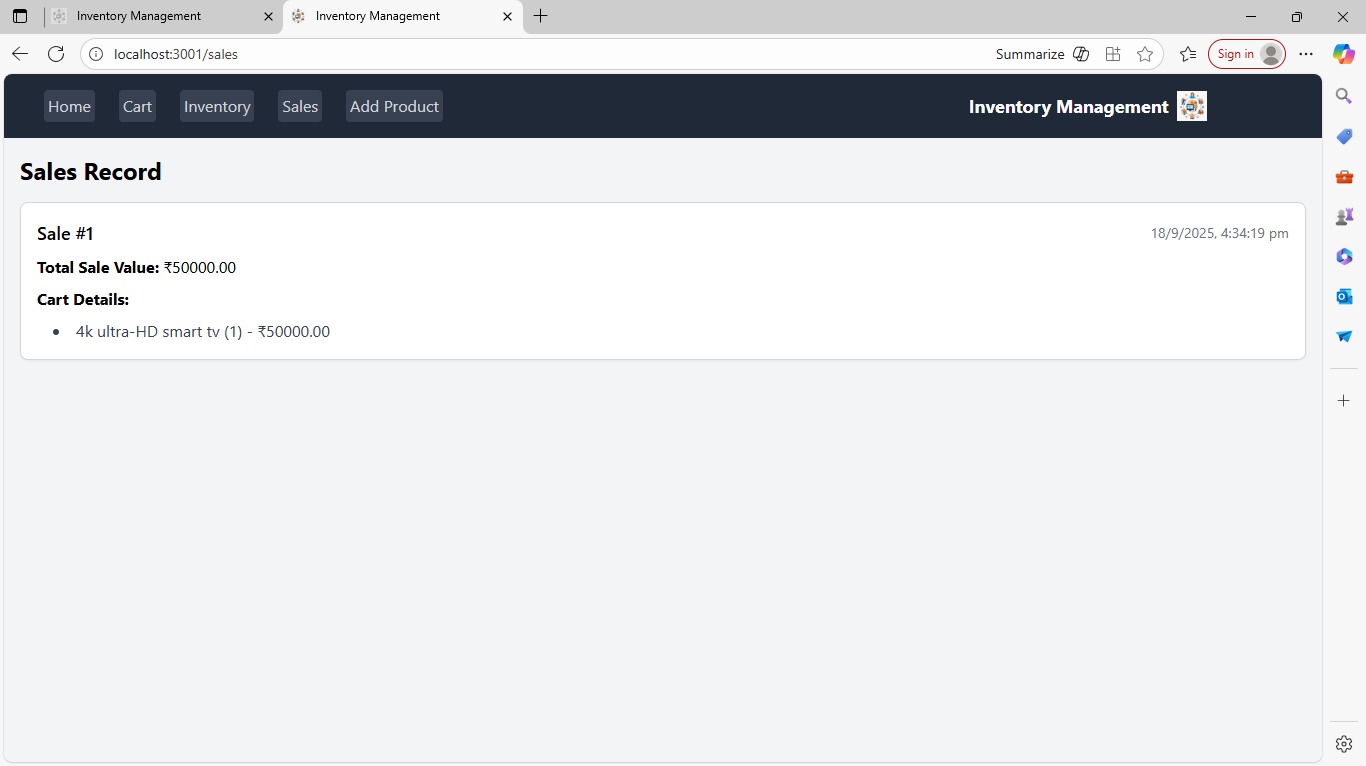 Inventory Management
Inventory Management
localhost:3001/sales
Summarize
Sign in
Home Cart Inventory Sales Add Product
Inventory Management
Sales Record
Sale #1
18/9/2025, 4:34:19 pm
Total Sale Value: ₹50000.00
Cart Details:
• 4k ultra-HD smart tv (1) - ₹50000.00